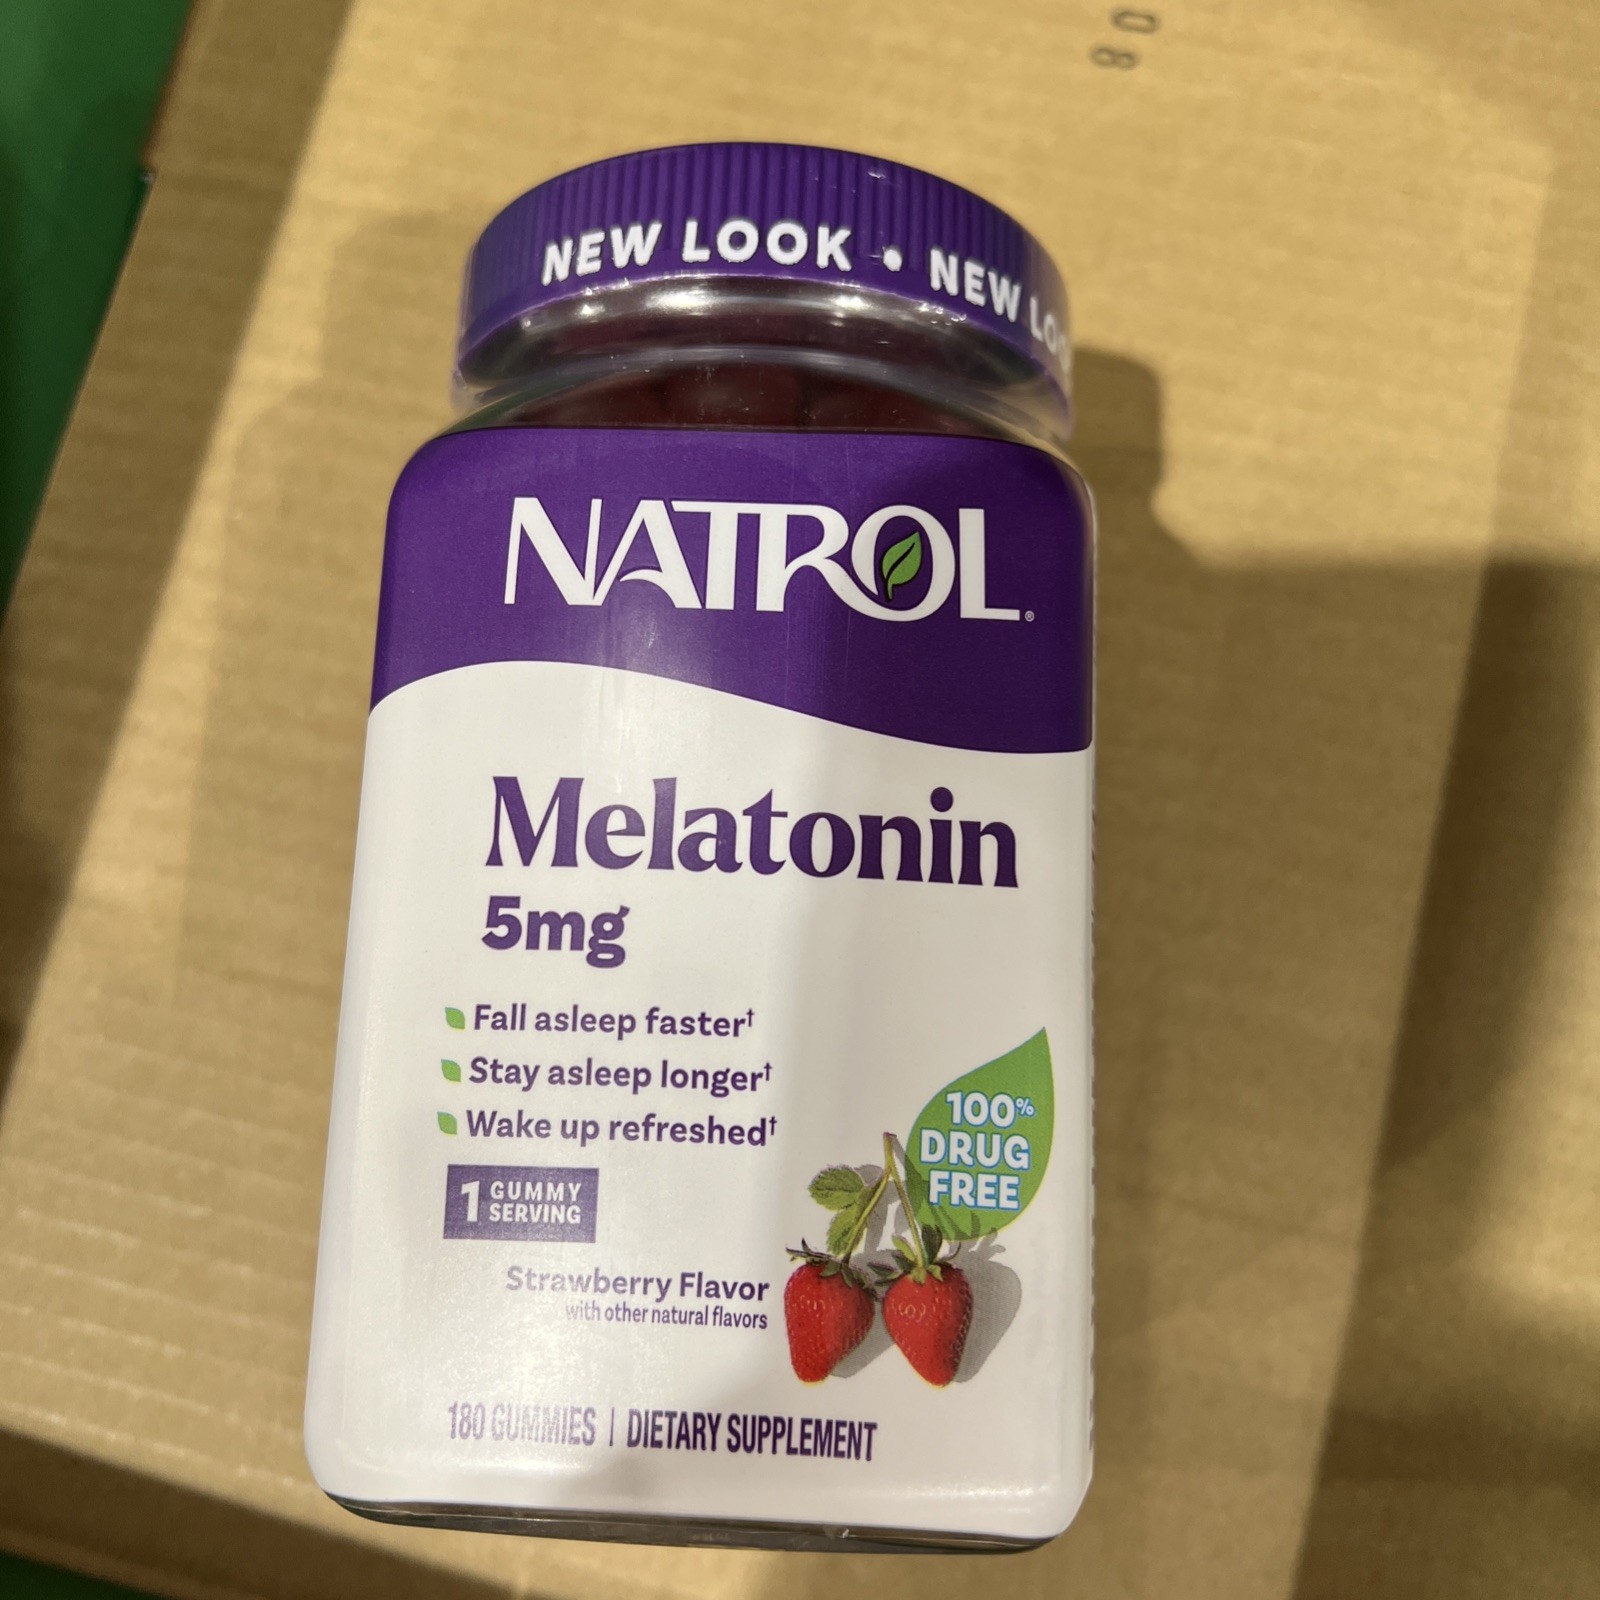 08
NEW LOOK • NEW LO
NATROL®
Melatonin
5mg
Fall asleep faster†
Stay asleep longer†
Wake up refreshed†
100%
DRUG
FREE
1 GUMMY
SERVING
Strawberry Flavor
with other natural flavors
180 GUMMIES | DIETARY SUPPLEMENT